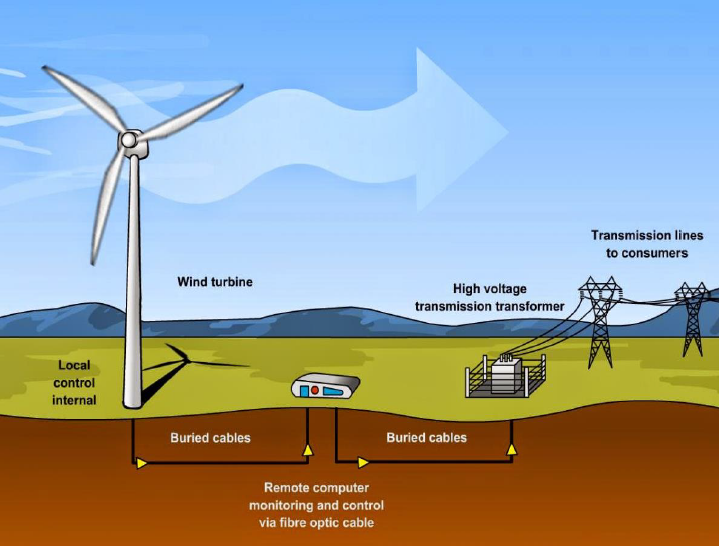 Transmission lines
to consumers
Wind turbine
High voltage
transmission transformer
Local
control
internal
Buried cables
Buried cables
Remote computer
monitoring and control
via fibre optic cable